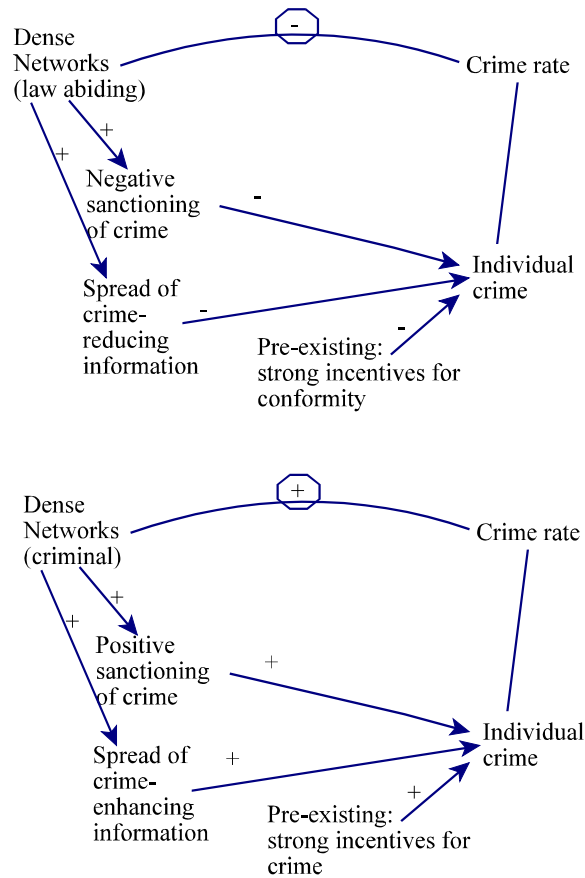 -
Dense
Networks
(law abiding)
Crime rate
+
+
Negative
sanctioning
of crime
-
Individual
crime
Spread of
crime-
reducing
information
-
-
Pre-existing:
strong incentives for
conformity
+
Dense
Networks
(criminal)
Crime rate
+
+
Positive
sanctioning
of crime
+
Individual
crime
Spread of
crime-
enhancing
information
+
+
Pre-existing:
strong incentives for
crime